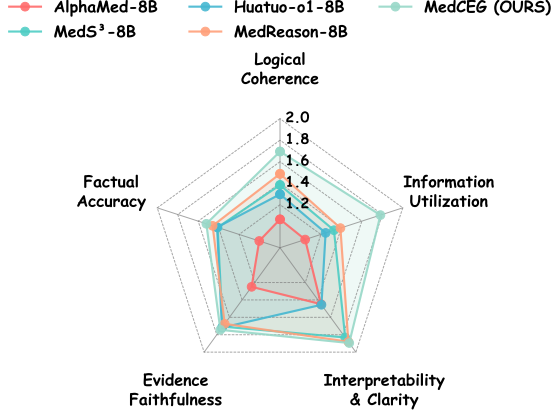 AlphaMed-8B Huatuo-o1-8B MedCEG (OURS)
MedS³-8B MedReason-8B
Logical
Coherence
2.0
1.8
1.6
1.4
1.2
Factual
Accuracy
Information
Utilization
Evidence
Faithfulness
Interpretability
& Clarity